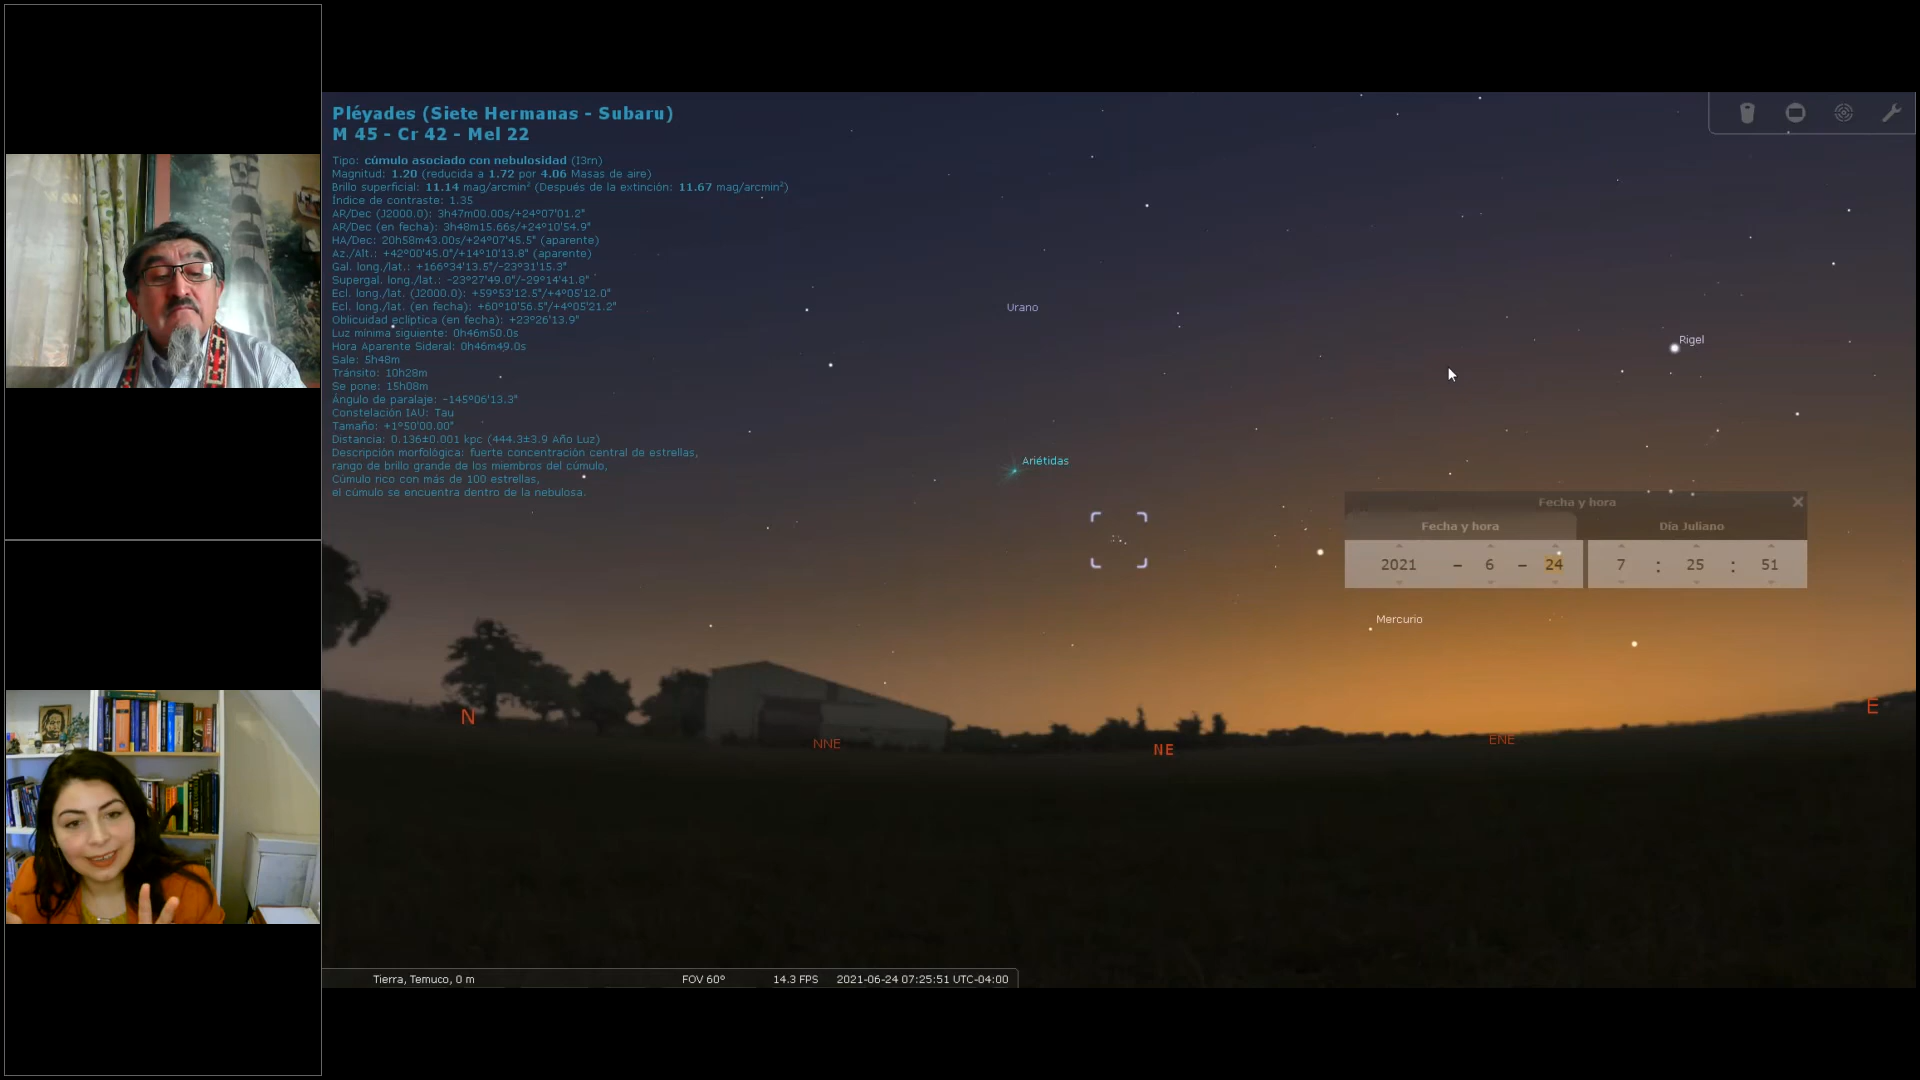 Pléyades (Siete Hermanas - Subaru)
M 45 - Cr 42 - Mel 22
Tipo: cúmulo asociado con nebulosidad (I3rn)
Magnitud: 1.20 (reducida a 1.72 por 4.06 Masas de aire)
Brillo superficial: 11.14 mag/arcmin² (Después de la extinción: 11.67 mag/arcmin²)
Índice de contraste: 1.35
AR/Dec (J2000.0): 3h47m00.00s/+24°07'01.2"
AR/Dec (en fecha): 3h48m15.66s/+24°10'54.9"
HA/Dec: 20h58m43.00s/+24°07'45.5" (aparente)
Az./Alt.: +42°00'45.0"/+14°10'13.8" (aparente)
Gal. long./lat.: +166°34'13.5"/-23°31'15.3"
Supergal. long./lat.: -23°27'49.0"/-29°14'41.8"
Ecl. long./lat. (J2000.0): +59°53'12.5"/+4°05'12.0"
Ecl. long./lat. (en fecha): +60°10'56.5"/+4°05'21.2"
Oblicuidad eclíptica (en fecha): +23°26'13.9"
Luz mínima siguiente: 0h46m50.0s
Hora Aparente Sideral: 0h46m49.0s
Sale: 5h48m
Tránsito: 10h28m
Se pone: 15h08m
Ángulo de paralaje: -145°06'13.3"
Constelación IAU: Tau
Tamaño: +1°50'00.00"
Distancia: 0.136±0.001 kpc (444.3±3.9 Año Luz)
Descripción morfológica: fuerte concentración central de estrellas,
rango de brillo grande de los miembros del cúmulo,
Cúmulo rico con más de 100 estrellas,
el cúmulo se encuentra dentro de la nebulosa.
Urano
Rigel
Ariétidas
Fecha y hora
Fecha y hora Día Juliano
2021 - 6 - 24 7 : 25 : 51
Mercurio
N
NNE
NE
ENE
E
Tierra, Temuco, 0 m FOV 60° 14.3 FPS 2021-06-24 07:25:51 UTC-04:00